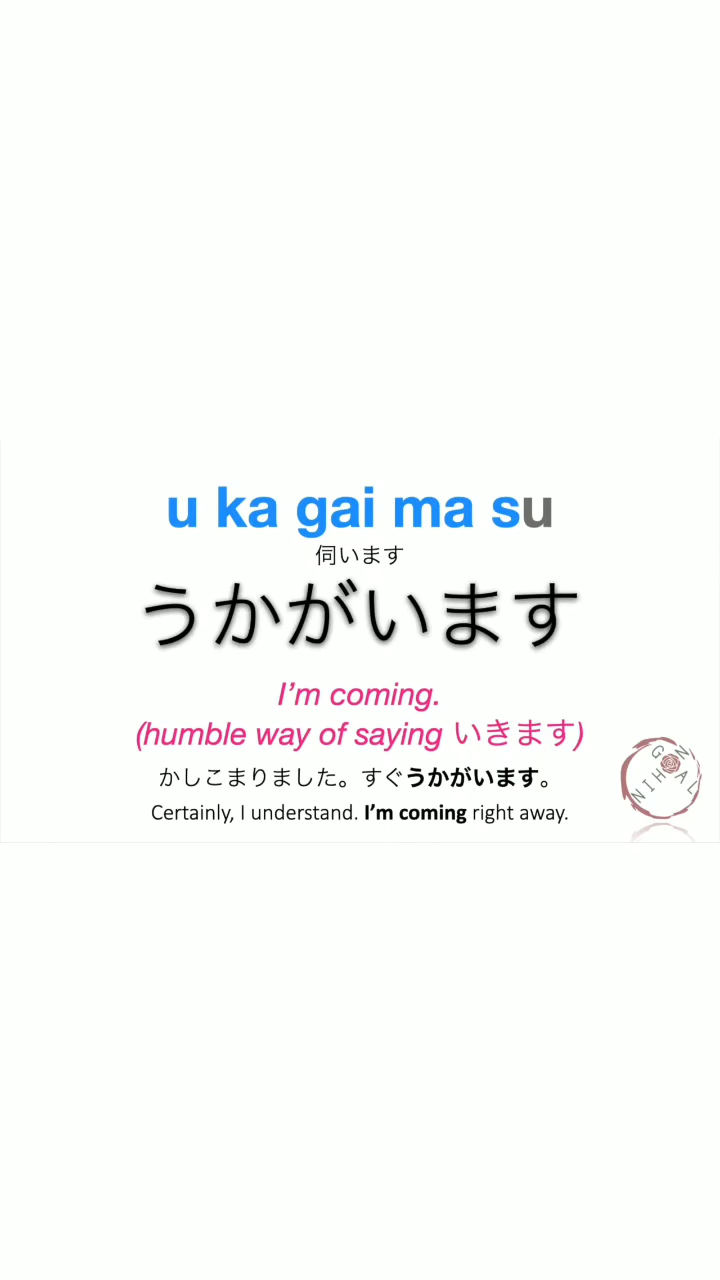 u ka gai ma su
伺います
うかがいます
I’m coming.
(humble way of saying いきます)
かしこまりました。すぐうかがいます。
Certainly, I understand. I’m coming right away.
NIHONGAL